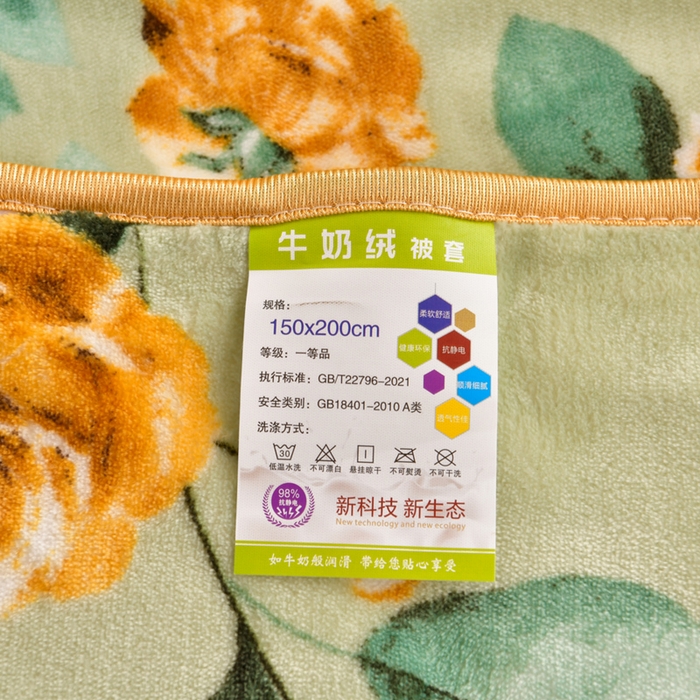 牛奶绒被套
规格:
150x200cm
柔软舒适
健康环保
抗静电
顺滑细腻
透气性佳
等级: 一等品
执行标准: GB/T22796-2021
安全类别: GB18401-2010 A类
洗涤方式:
30
低温水洗 不可漂白 悬挂晾干 不可熨烫 不可干洗
98%
抗静电
新科技 新生态
New technology and new ecology
如牛奶般润滑 带给您贴心享受